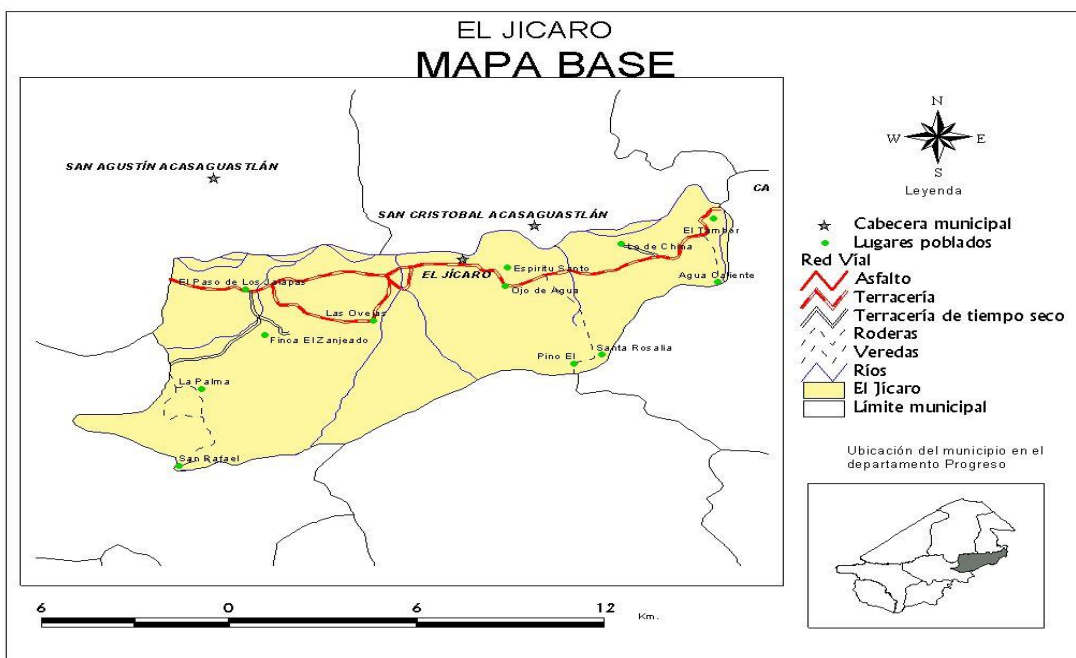 EL JICARO
MAPA BASE
SAN AGUSTÍN ACASAGUASTLÁN
SAN CRISTOBAL ACASAGUASTLÁN
CA
El Tambor
Lo de China
EL JÍCARO
Espiritu Santo
Agua Caliente
El Paso de Los Jalapas
Ojo de Agua
Las Ovejas
Finca El Zanjeado
Santa Rosalia
Pino El
La Palma
San Rafael
N
W E
S
Leyenda
Cabecera municipal
Lugares poblados
Red Víal
Asfalto
Terracería
Terracería de tiempo seco
Roderas
Veredas
Ríos
El Jícaro
Límite municipal
Ubicación del municipio en el
departamento Progreso
6 0 6 12 Km.